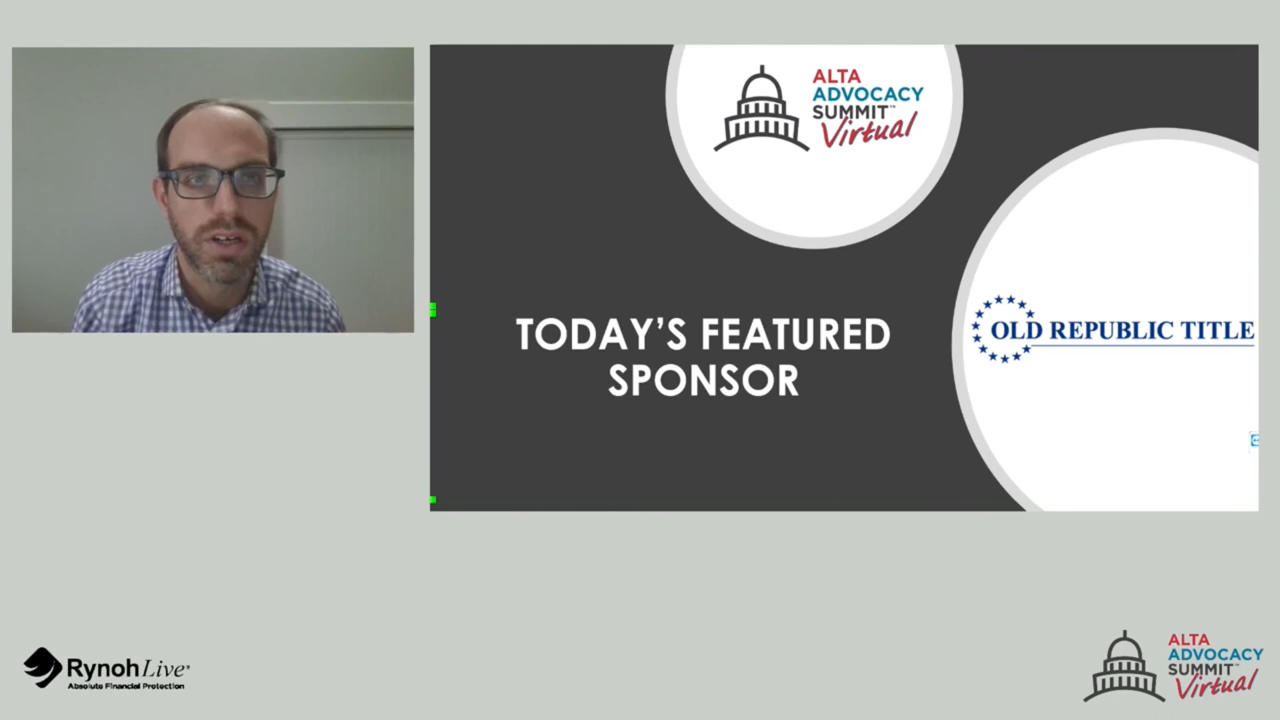 ALTA
ADVOCACY
SUMMIT™
Virtual
TODAY'S FEATURED
SPONSOR
OLD REPUBLIC TITLE
RynohLive®
Absolute Financial Protection
ALTA
ADVOCACY
SUMMIT™
Virtual